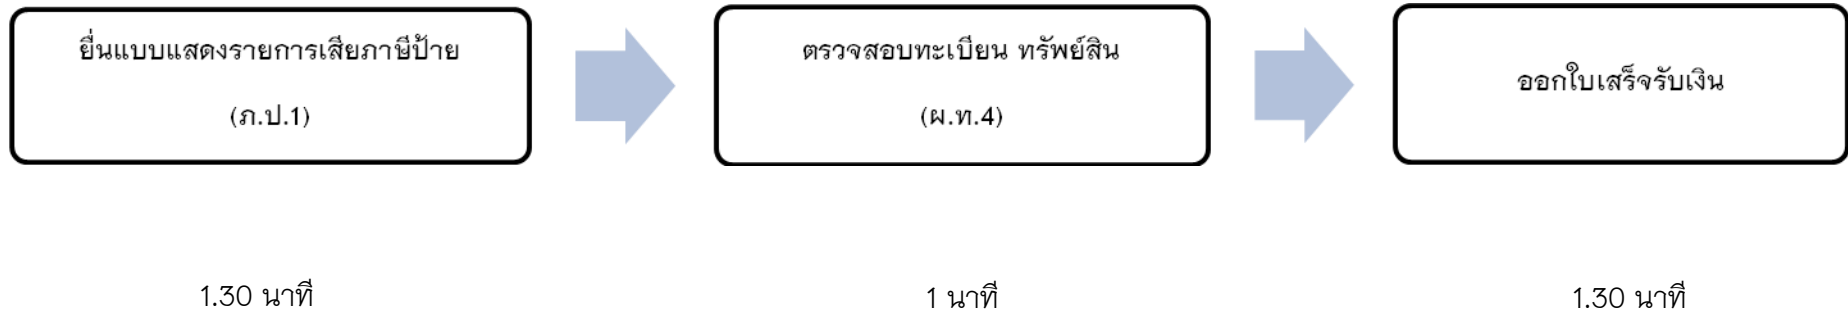 ยื่นแบบแสดงรายการเสียภาษีป้าย
(ภ.ป.1)
ตรวจสอบทะเบียน ทรัพย์สิน
(ผ.ท.4)
ออกใบเสร็จรับเงิน
1.30 นาที
1 นาที
1.30 นาที